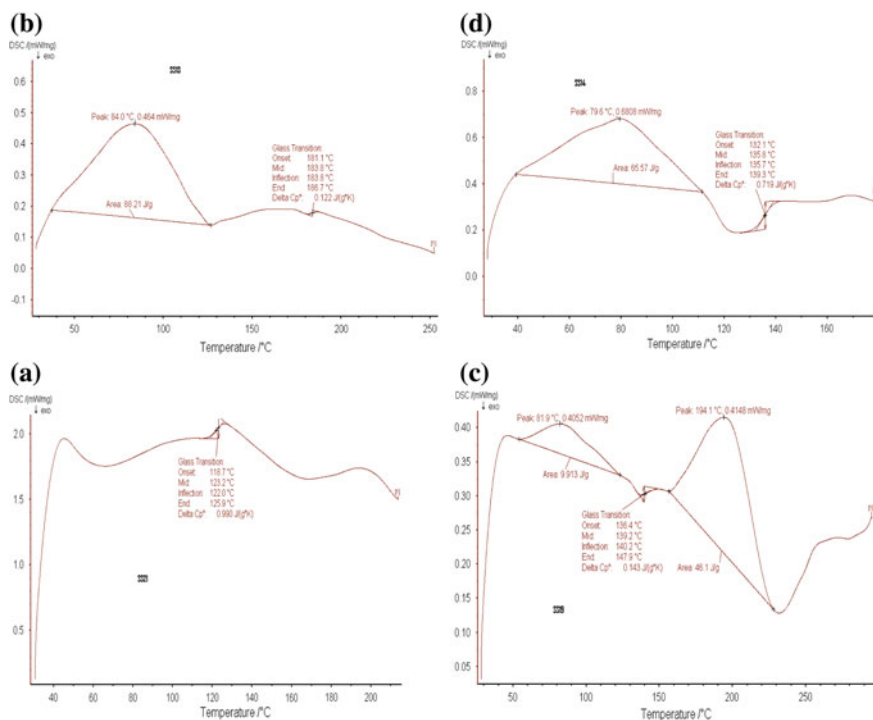 (b)
DSC /(mW/mg)
↓ exo
Peak: 84.0 °C, 0.464 mW/mg
Glass Transition:
Onset: 181.1 °C
Mid: 183.8 °C
Inflection: 183.8 °C
End: 186.7 °C
Delta Cp*: 0.122 J/(g*K)
Area: 88.21 J/g
0.6
0.5
0.4
0.3
0.2
0.1
0.0
-0.1
50 100 150 200 250
Temperature /°C
(d)
DSC /(mW/mg)
↓ exo
Peak: 79.6 °C, 0.6808 mW/mg
Glass Transition:
Onset: 132.1 °C
Mid: 135.8 °C
Inflection: 135.7 °C
End: 139.3 °C
Delta Cp*: 0.719 J/(g*K)
Area: 65.57 J/g
0.8
0.6
0.4
0.2
0.0
40 60 80 100 120 140 160
Temperature /°C
(a)
DSC /(mW/mg)
↓ exo
Glass Transition:
Onset: 118.7 °C
Mid: 123.2 °C
Inflection: 122.0 °C
End: 125.9 °C
Delta Cp*: 0.990 J/(g*K)
2.0
1.5
1.0
0.5
40 60 80 100 120 140 160 180 200
Temperature /°C
(c)
DSC /(mW/mg)
↓ exo
Peak: 81.9 °C, 0.4052 mW/mg
Peak: 194.1 °C, 0.4148 mW/mg
Area: 9.913 J/g
Glass Transition:
Onset: 136.4 °C
Mid: 139.2 °C
Inflection: 140.2 °C
End: 147.9 °C
Delta Cp*: 0.143 J/(g*K)
Area: 46.1 J/g
0.40
0.35
0.30
0.25
0.20
0.15
0.10
0.05
50 100 150 200 250
Temperature /°C